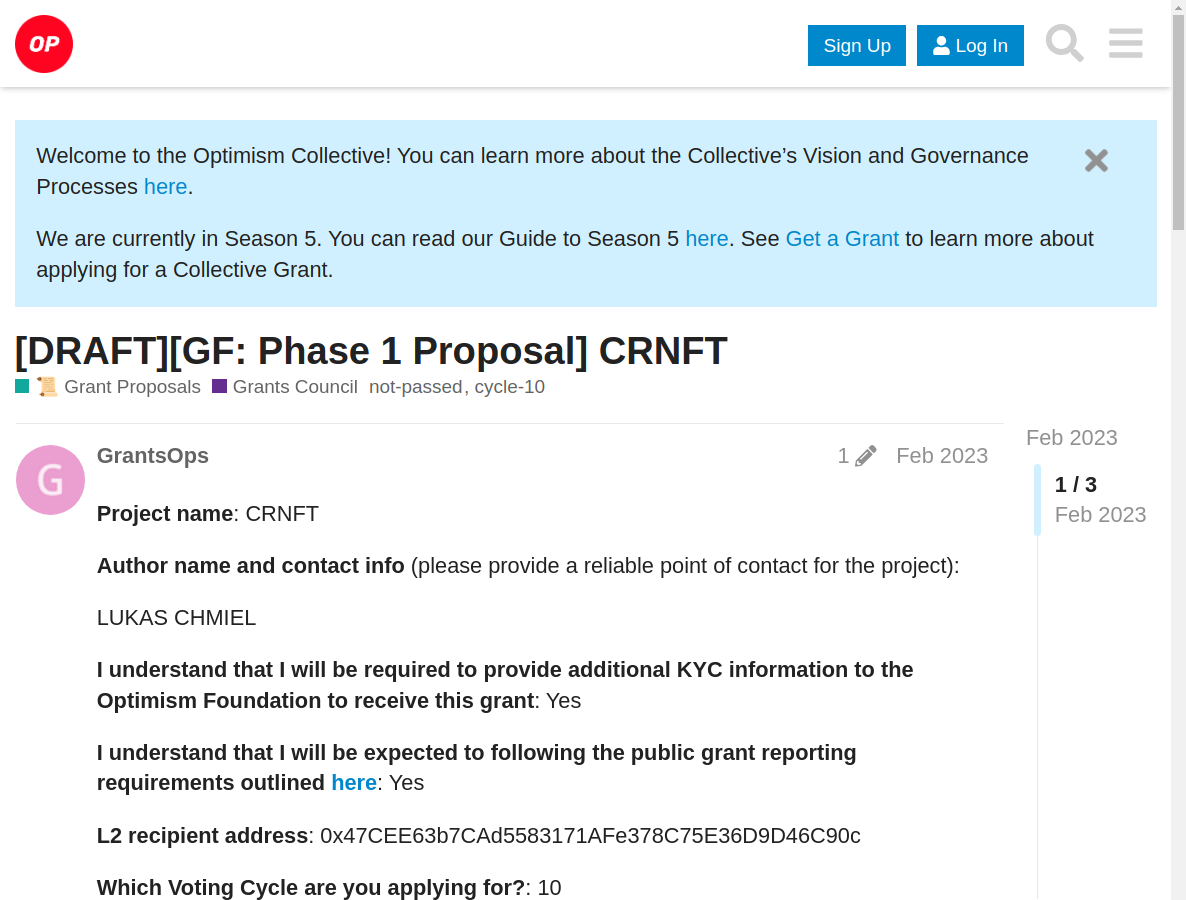 OP
Sign Up
Log In
Welcome to the Optimism Collective! You can learn more about the Collective’s Vision and Governance
Processes here.
We are currently in Season 5. You can read our Guide to Season 5 here. See Get a Grant to learn more about
applying for a Collective Grant.
[DRAFT][GF: Phase 1 Proposal] CRNFT
📜 Grant Proposals Grants Council not-passed, cycle-10
Feb 2023
1 / 3
Feb 2023
G
GrantsOps 1 Feb 2023
Project name: CRNFT
Author name and contact info (please provide a reliable point of contact for the project):
LUKAS CHMIEL
I understand that I will be required to provide additional KYC information to the
Optimism Foundation to receive this grant: Yes
I understand that I will be expected to following the public grant reporting
requirements outlined here: Yes
L2 recipient address: 0x47CEE63b7CAd5583171AFe378C75E36D9D46C90c
Which Voting Cycle are you applying for?: 10